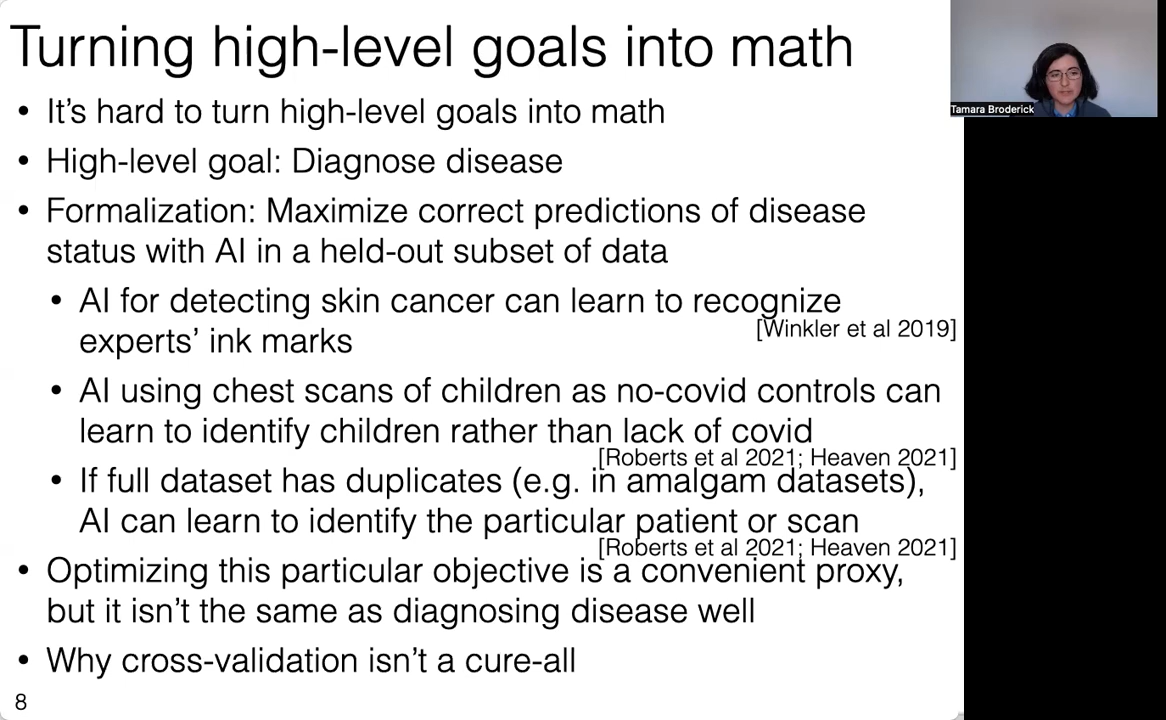 Turning high-level goals into math
Tamara Broderick
• It’s hard to turn high-level goals into math
• High-level goal: Diagnose disease
• Formalization: Maximize correct predictions of disease
status with AI in a held-out subset of data
• AI for detecting skin cancer can learn to recognize
experts’ ink marks
[Winkler et al 2019]
• AI using chest scans of children as no-covid controls can
learn to identify children rather than lack of covid
[Roberts et al 2021; Heaven 2021]
• If full dataset has duplicates (e.g. in amalgam datasets),
AI can learn to identify the particular patient or scan
[Roberts et al 2021; Heaven 2021]
• Optimizing this particular objective is a convenient proxy,
but it isn’t the same as diagnosing disease well
• Why cross-validation isn’t a cure-all
8